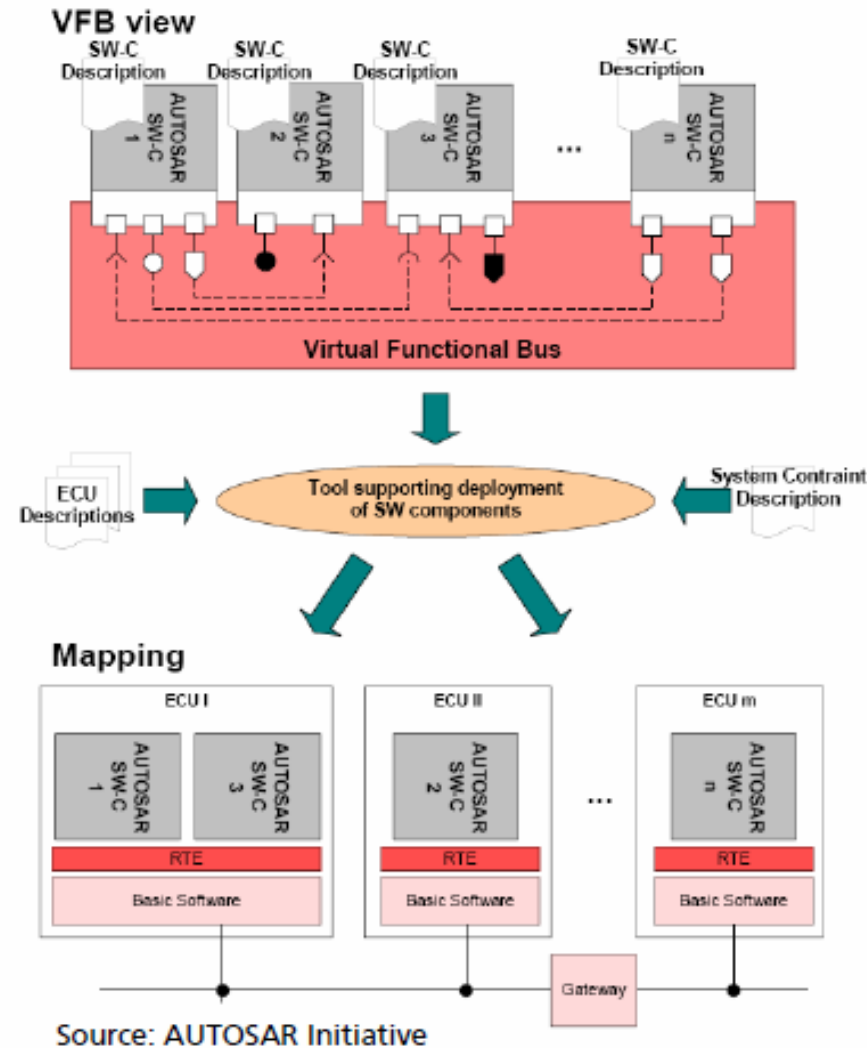 VFB view
SW-C
Description
SW-C
Description
SW-C
Description
SW-C
Description
AUTOSAR
SW-C
1
AUTOSAR
SW-C
2
AUTOSAR
SW-C
3
...
AUTOSAR
SW-C
n
Virtual Functional Bus
ECU
Descriptions
Tool supporting deployment
of SW components
System Contraint
Description
Mapping
ECU I
AUTOSAR
SW-C
1
AUTOSAR
SW-C
3
RTE
Basic Software
ECU II
AUTOSAR
SW-C
2
RTE
Basic Software
...
ECU m
AUTOSAR
SW-C
n
RTE
Basic Software
Gateway
Source: AUTOSAR Initiative